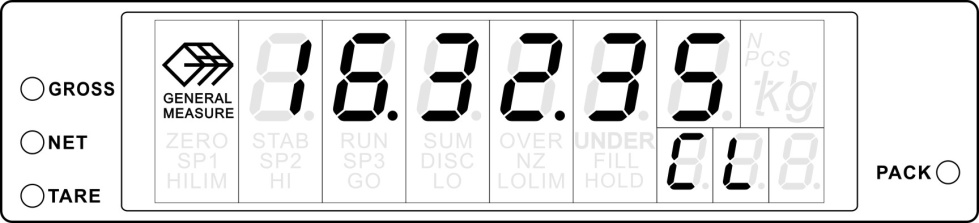 N
PCS
kg
16.32.35
GENERAL
MEASURE
GROSS
NET
TARE
ZERO STAB RUN SUM OVER UNDER
SP1 SP2 SP3 DISC NZ FILL
HILIM HI GO LO LOLIM HOLD
CL
PACK